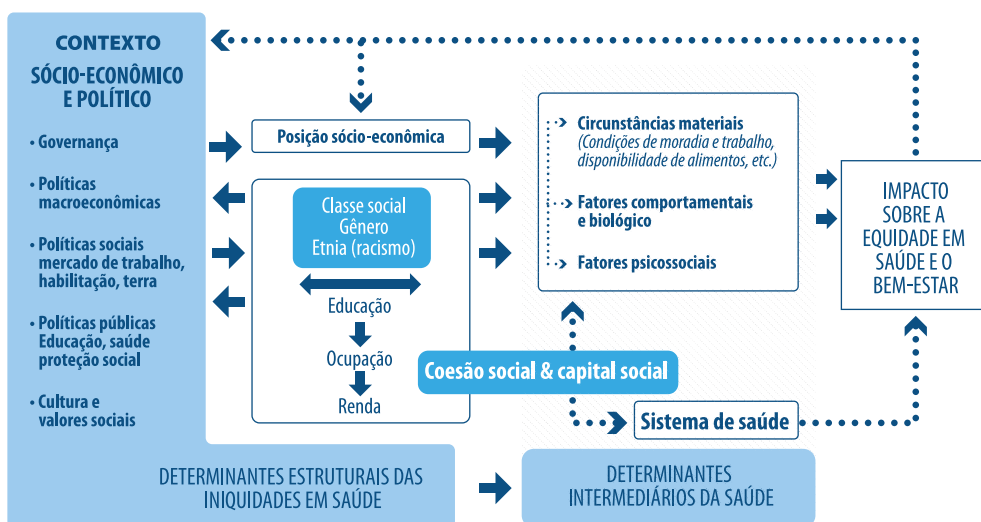 CONTEXTO
SÓCIO-ECONÔMICO
E POLÍTICO
• Governança
• Políticas
macroeconômicas
• Políticas sociais
mercado de trabalho,
habilitação, terra
• Políticas públicas
Educação, saúde
proteção social
• Cultura e
valores sociais
Posição sócio-econômica
Classe social
Gênero
Etnia (racismo)
Educação
Ocupação
Renda
Coesão social & capital social
Circunstâncias materiais
(Condições de moradia e trabalho,
disponibilidade de alimentos, etc.)
Fatores comportamentais
e biológico
Fatores psicossociais
Sistema de saúde
IMPACTO
SOBRE A
EQUIDADE EM
SAÚDE E O
BEM-ESTAR
DETERMINANTES ESTRUTURAIS DAS
INIQUIDADES EM SAÚDE
DETERMINANTES
INTERMEDIÁRIOS DA SAÚDE